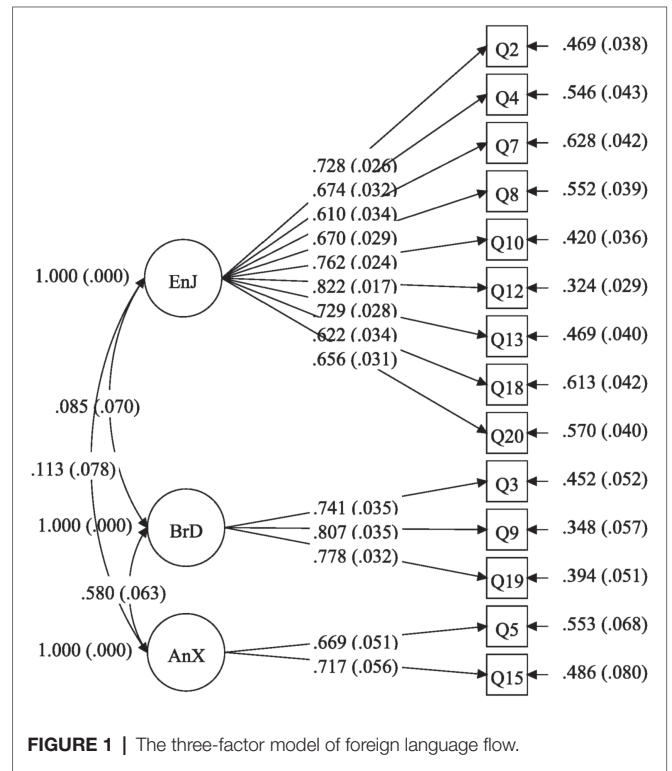 Q2 .469 (.038)
Q4 .546 (.043)
Q7 .628 (.042)
.728 (.026)
.674 (.032)
Q8 .552 (.039)
.610 (.034)
.670 (.029)
Q10 .420 (.036)
.762 (.024)
1.000 (.000) EnJ
.822 (.017)
Q12 .324 (.029)
.729 (.028)
.622 (.034)
Q13 .469 (.040)
.656 (.031)
Q18 .613 (.042)
.085 (.070)
Q20 .570 (.040)
.113 (.078)
Q3 .452 (.052)
.741 (.035)
1.000 (.000) BrD
.807 (.035)
Q9 .348 (.057)
.778 (.032)
Q19 .394 (.051)
.580 (.063)
Q5 .553 (.068)
.669 (.051)
1.000 (.000) AnX
.717 (.056)
Q15 .486 (.080)
FIGURE 1 | The three-factor model of foreign language flow.